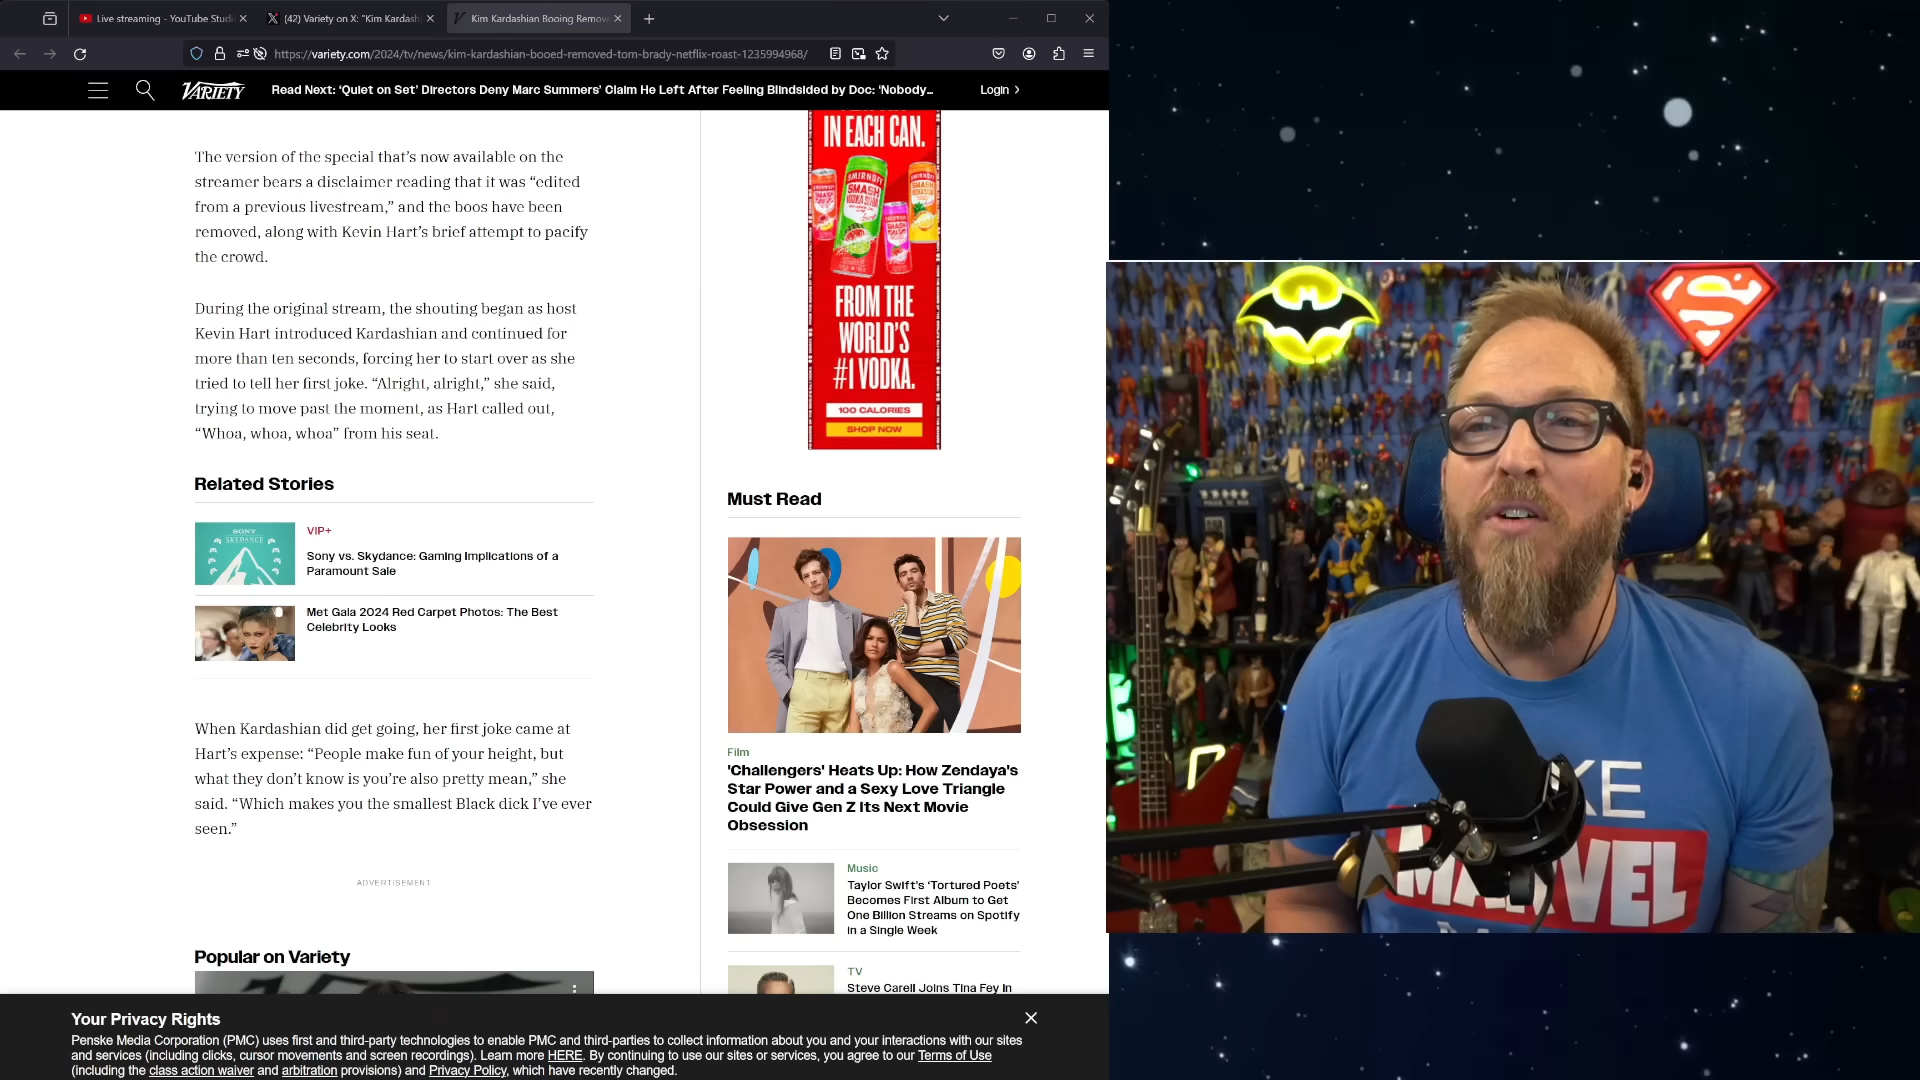 Live streaming - YouTube Studi
(42) Variety on X: "Kim Kardash
Kim Kardashian Booing Remov
https://variety.com/2024/tv/news/kim-kardashian-booed-removed-tom-brady-netflix-roast-1235994968/
VARIETY
Read Next: ‘Quiet on Set’ Directors Deny Marc Summers’ Claim He Left After Feeling Blindsided by Doc: ‘Nobody...
Login
The version of the special that’s now available on the
streamer bears a disclaimer reading that it was “edited
from a previous livestream,” and the boos have been
removed, along with Kevin Hart’s brief attempt to pacify
the crowd.
During the original stream, the shouting began as host
Kevin Hart introduced Kardashian and continued for
more than ten seconds, forcing her to start over as she
tried to tell her first joke. “Alright, alright,” she said,
trying to move past the moment, as Hart called out,
“Whoa, whoa, whoa” from his seat.
Related Stories
SONY
SKYDANCE
VIP+
Sony vs. Skydance: Gaming Implications of a
Paramount Sale
Met Gala 2024 Red Carpet Photos: The Best
Celebrity Looks
When Kardashian did get going, her first joke came at
Hart’s expense: “People make fun of your height, but
what they don’t know is you’re also pretty mean,” she
said. “Which makes you the smallest Black dick I’ve ever
seen.”
ADVERTISEMENT
Popular on Variety
IN EACH CAN.
SMIRNOFF
SMASH
VODKA SODA
FROM THE
WORLD'S
#1 VODKA.
100 CALORIES
SHOP NOW
Must Read
Film
'Challengers' Heats Up: How Zendaya's
Star Power and a Sexy Love Triangle
Could Give Gen Z Its Next Movie
Obsession
Music
Taylor Swift’s ‘Tortured Poets’
Becomes First Album to Get
One Billion Streams on Spotify
in a Single Week
TV
Steve Carell Joins Tina Fey in
Your Privacy Rights
Penske Media Corporation (PMC) uses first and third-party technologies to enable PMC and third-parties to collect information about you and your interactions with our sites
and services (including clicks, cursor movements and screen recordings). Learn more HERE. By continuing to use our sites or services, you agree to our Terms of Use
(including the class action waiver and arbitration provisions) and Privacy Policy, which have recently changed.
MARVEL